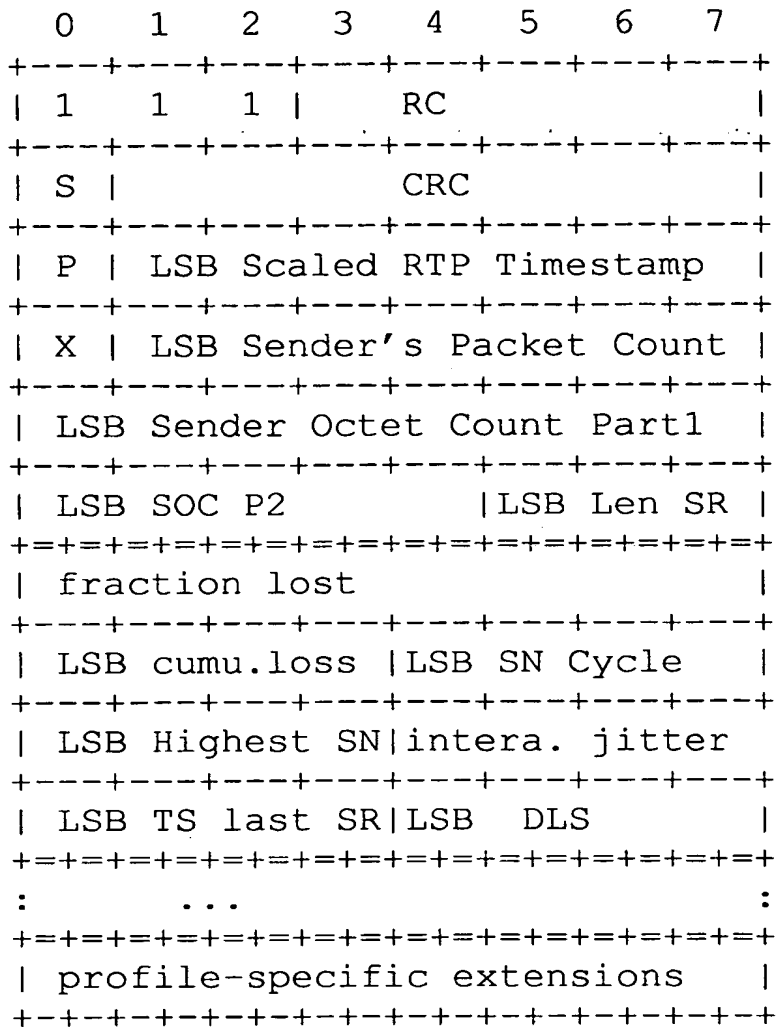 0 1 2 3 4 5 6 7
+---+---+---+---+---+---+---+---+
| 1 1 1 | RC |
+---+---+---+---+---+---+---+---+
| S | CRC |
+---+---+---+---+---+---+---+---+
| P | LSB Scaled RTP Timestamp |
+---+---+---+---+---+---+---+---+
| X | LSB Sender's Packet Count |
+---+---+---+---+---+---+---+---+
| LSB Sender Octet Count Part1 |
+---+---+---+---+---+---+---+---+
| LSB SOC P2 |LSB Len SR |
+=+=+=+=+=+=+=+=+=+=+=+=+=+=+=+=+
| fraction lost |
+---+---+---+---+---+---+---+---+
| LSB cumu.loss |LSB SN Cycle |
+---+---+---+---+---+---+---+---+
| LSB Highest SN|intera. jitter
+---+---+---+---+---+---+---+---+
| LSB TS last SR|LSB DLS |
+=+=+=+=+=+=+=+=+=+=+=+=+=+=+=+=+
: ... :
+=+=+=+=+=+=+=+=+=+=+=+=+=+=+=+=+
| profile-specific extensions |
+-+-+-+-+-+-+-+-+-+-+-+-+-+-+-+-+